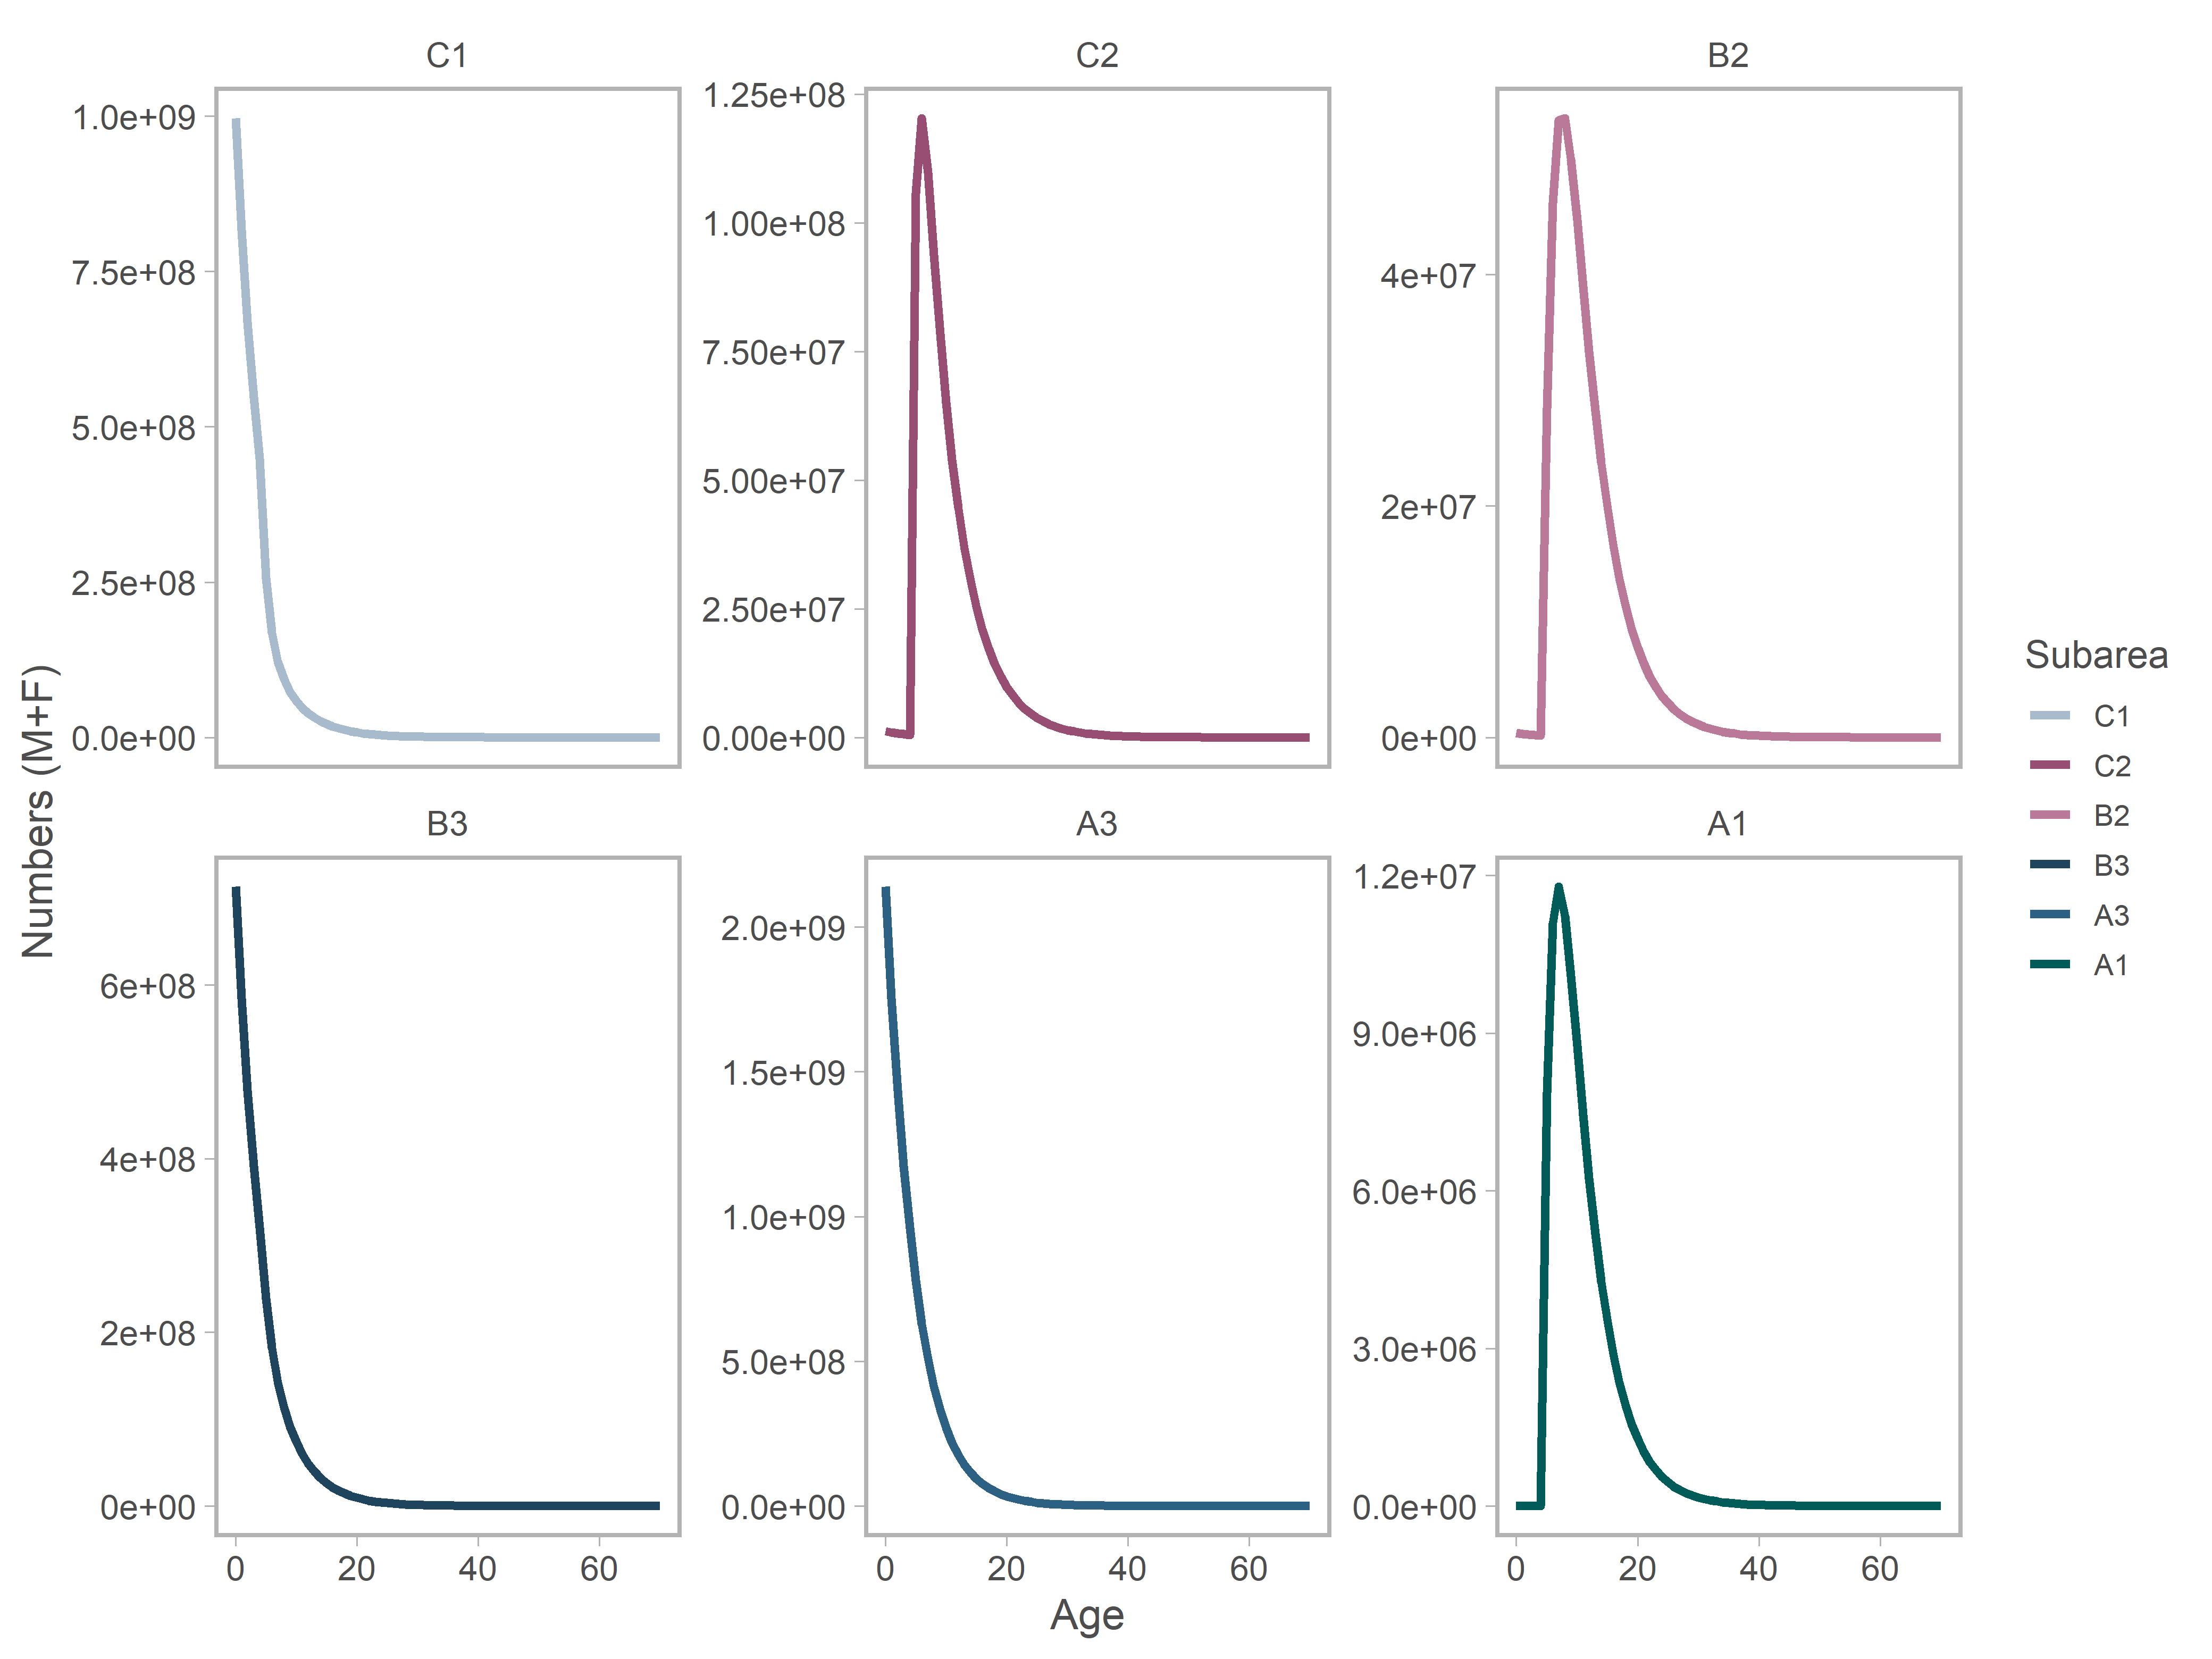 C1
C2
B2
1.0e+09
7.5e+08
5.0e+08
2.5e+08
0.0e+00
1.25e+08
1.00e+08
7.50e+07
5.00e+07
2.50e+07
0.00e+00
4e+07
2e+07
0e+00
B3
A3
A1
6e+08
4e+08
2e+08
0e+00
2.0e+09
1.5e+09
1.0e+09
5.0e+08
0.0e+00
1.2e+07
9.0e+06
6.0e+06
3.0e+06
0.0e+00
0 20 40 60
0 20 40 60
0 20 40 60
Age
Numbers (M+F)
Subarea
C1
C2
B2
B3
A3
A1